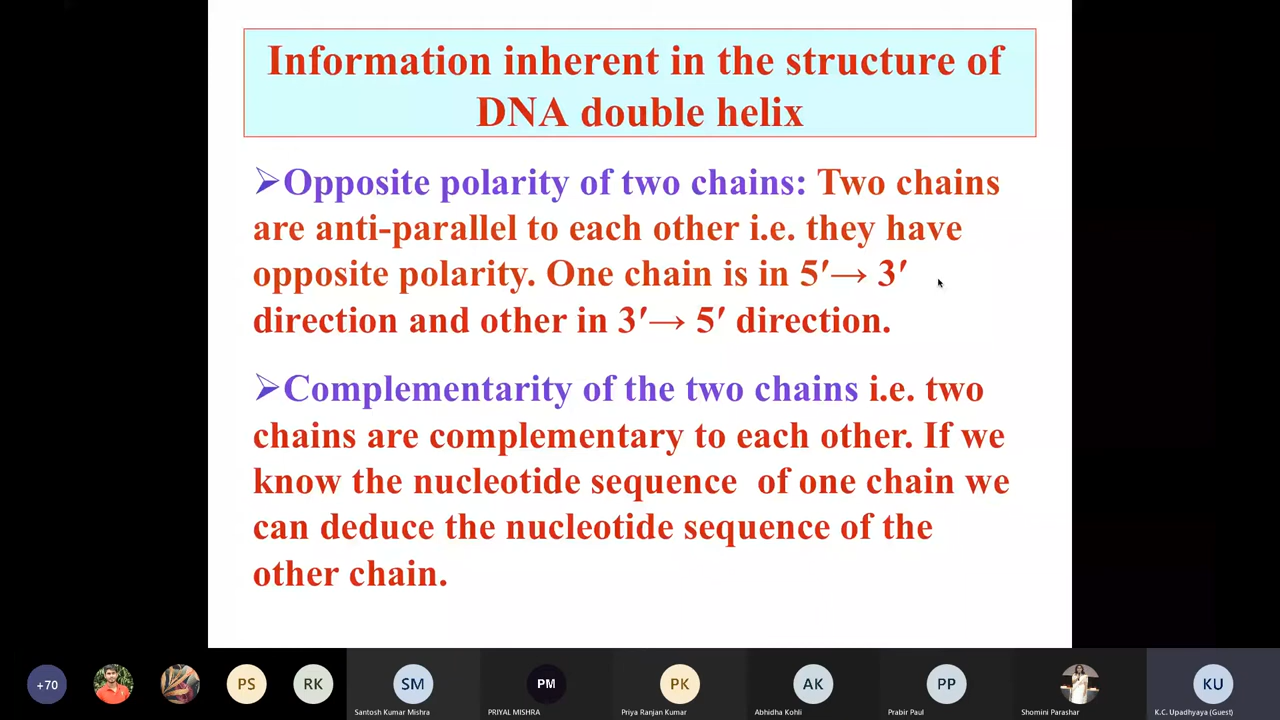 Information inherent in the structure of
DNA double helix
➢Opposite polarity of two chains: Two chains
are anti-parallel to each other i.e. they have
opposite polarity. One chain is in 5′→ 3′
direction and other in 3′→ 5′ direction.
➢Complementarity of the two chains i.e. two
chains are complementary to each other. If we
know the nucleotide sequence  of one chain we
can deduce the nucleotide sequence of the
other chain.
+70
PS
RK
SM
PM
PK
AK
PP
KU
Santosh Kumar Mishra
PRIYAL MISHRA
Priya Ranjan Kumar
Abhidha Kohli
Prabir Paul
Shomini Parashar
K.C. Upadhyaya (Guest)